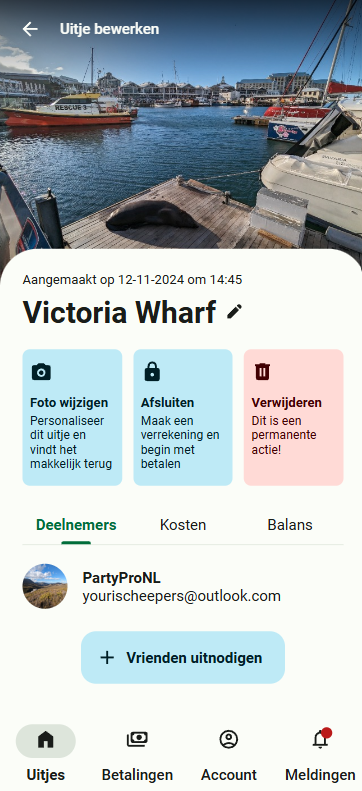 Uitje bewerken
RESCUE 3
Aangemaakt op 12-11-2024 om 14:45
Victoria Wharf
Foto wijzigen
Personaliseer
dit uitje en
vindt het
makkelijk terug
Afsluiten
Maak een
verrekening en
begin met
betalen
Verwijderen
Dit is een
permanente
actie!
Deelnemers Kosten Balans
PartyProNL
yourischeepers@outlook.com
+ Vrienden uitnodigen
Uitjes Betalingen Account Meldingen